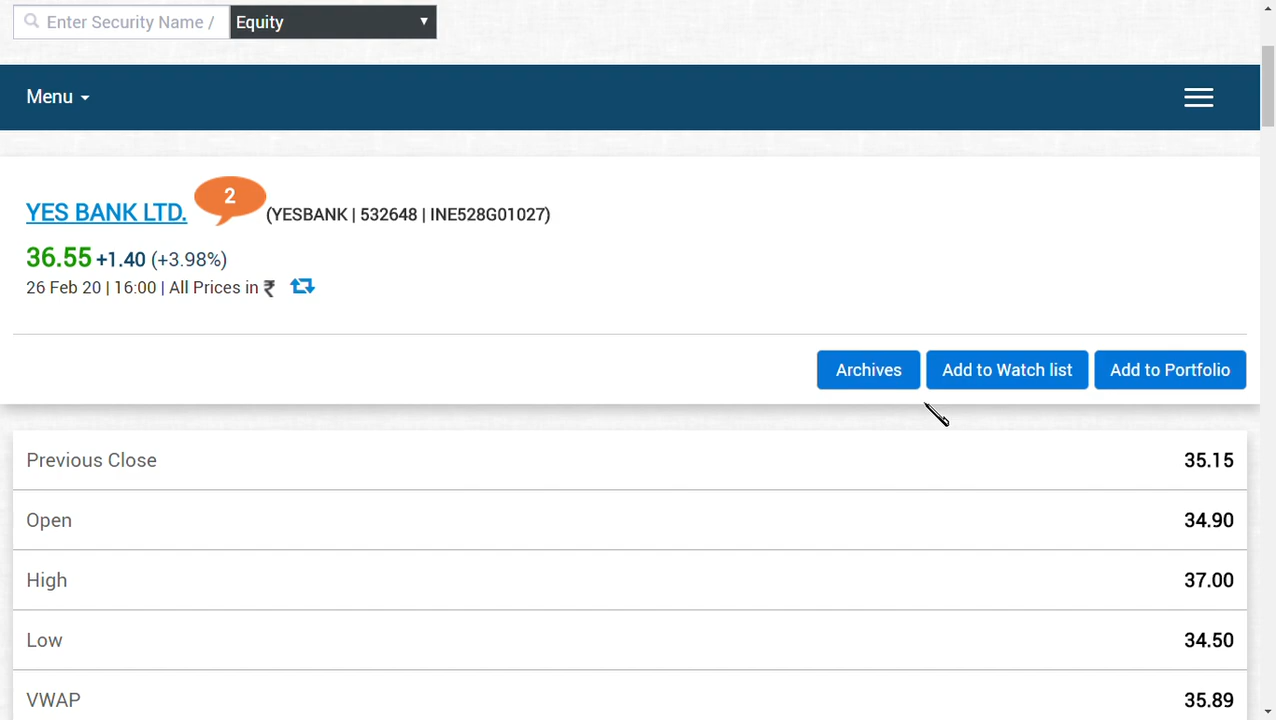 Enter Security Name /
Equity
Menu
YES BANK LTD. 2 (YESBANK | 532648 | INE528G01027)
36.55 +1.40 (+3.98%)
26 Feb 20 | 16:00 | All Prices in ₹
Archives Add to Watch list Add to Portfolio
Previous Close 35.15
Open 34.90
High 37.00
Low 34.50
VWAP 35.89